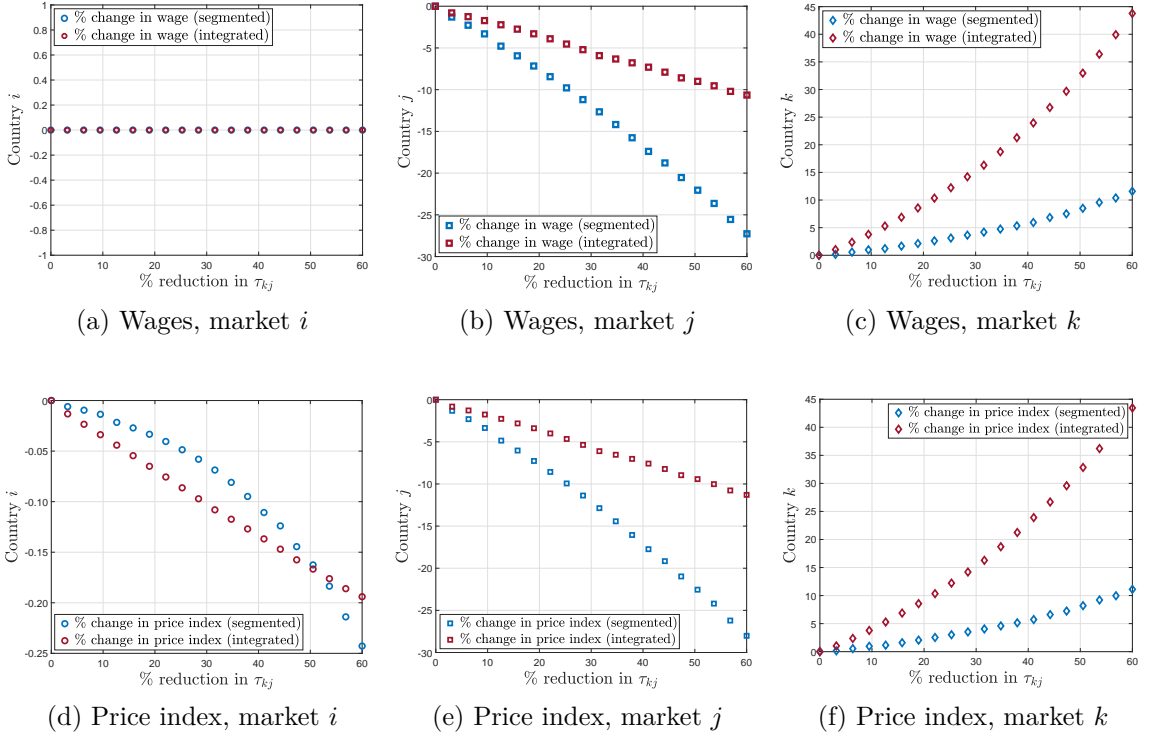 1
0.8
0.6
0.4
0.2
0
-0.2
-0.4
-0.6
-0.8
-1
% change in wage (segmented)
% change in wage (integrated)
Country i
0 10 20 30 40 50 60
% reduction in τkj
(a) Wages, market i
0
-5
-10
-15
-20
-25
-30
% change in wage (segmented)
% change in wage (integrated)
Country j
0 10 20 30 40 50 60
% reduction in τkj
(b) Wages, market j
45
40
35
30
25
20
15
10
5
0
% change in wage (segmented)
% change in wage (integrated)
Country k
0 10 20 30 40 50 60
% reduction in τkj
(c) Wages, market k
0
-0.05
-0.10
-0.15
-0.20
-0.25
% change in price index (segmented)
% change in price index (integrated)
Country i
0 10 20 30 40 50 60
% reduction in τkj
(d) Price index, market i
0
-5
-10
-15
-20
-25
-30
% change in price index (segmented)
% change in price index (integrated)
Country j
0 10 20 30 40 50 60
% reduction in τkj
(e) Price index, market j
45
40
35
30
25
20
15
10
5
0
% change in price index (segmented)
% change in price index (integrated)
Country k
0 10 20 30 40 50 60
% reduction in τkj
(f) Price index, market k